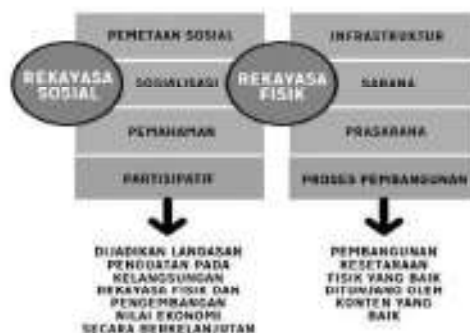 REKAYASA
SOSIAL
PEMETAAN SOSIAL
SOSIALISASI
PEMAHAMAN
PARTISIPATIF
DIJADIKAN LANDASAN
PENGUATAN PADA
KELANGSUNGAN
REKAYASA FISIK DAN
PENGEMBANGAN
NILAI EKONOMI
SECARA BERKELANJUTAN
REKAYASA
FISIK
INFRASTRUKTUR
SARANA
PRASARANA
PROSES PEMBANGUNAN
PEMBANGUNAN
KESETARAAN
FISIK YANG BAIK
DITUNJANG OLEH
KONTEN YANG
BAIK